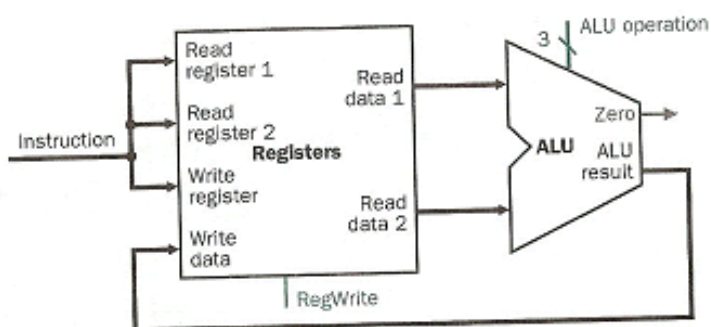 Instruction
Read
register 1
Read
register 2
Registers
Write
register
Write
data
Read
data 1
Read
data 2
RegWrite
3
ALU operation
Zero
ALU
ALU
result